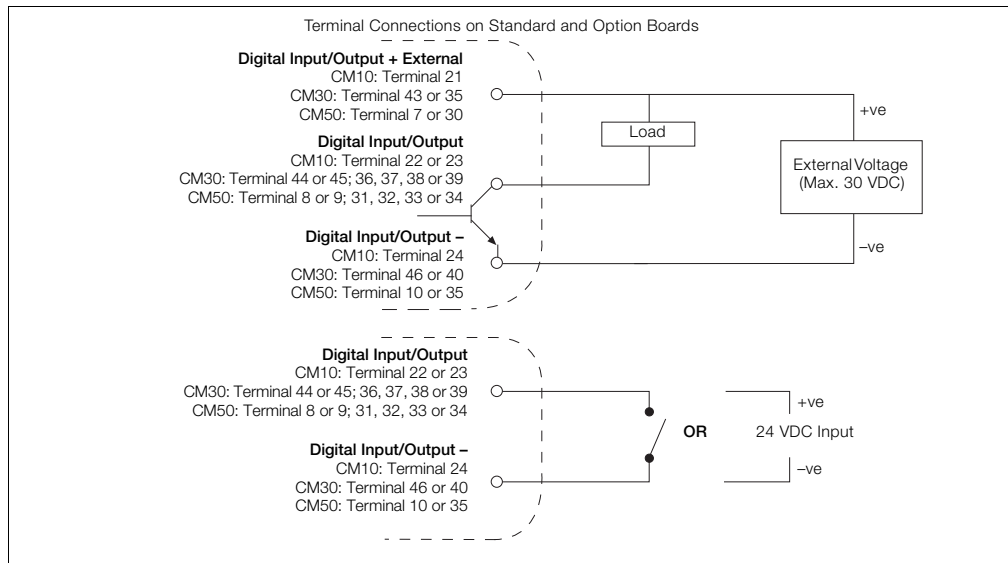 Terminal Connections on Standard and Option Boards
Digital Input/Output + External
CM10: Terminal 21
CM30: Terminal 43 or 35
CM50: Terminal 7 or 30
Digital Input/Output
CM10: Terminal 22 or 23
CM30: Terminal 44 or 45; 36, 37, 38 or 39
CM50: Terminal 8 or 9; 31, 32, 33 or 34
Digital Input/Output –
CM10: Terminal 24
CM30: Terminal 46 or 40
CM50: Terminal 10 or 35
Load
+ve
External Voltage
(Max. 30 VDC)
–ve
Digital Input/Output
CM10: Terminal 22 or 23
CM30: Terminal 44 or 45; 36, 37, 38 or 39
CM50: Terminal 8 or 9; 31, 32, 33 or 34
Digital Input/Output –
CM10: Terminal 24
CM30: Terminal 46 or 40
CM50: Terminal 10 or 35
OR
+ve
24 VDC Input
–ve